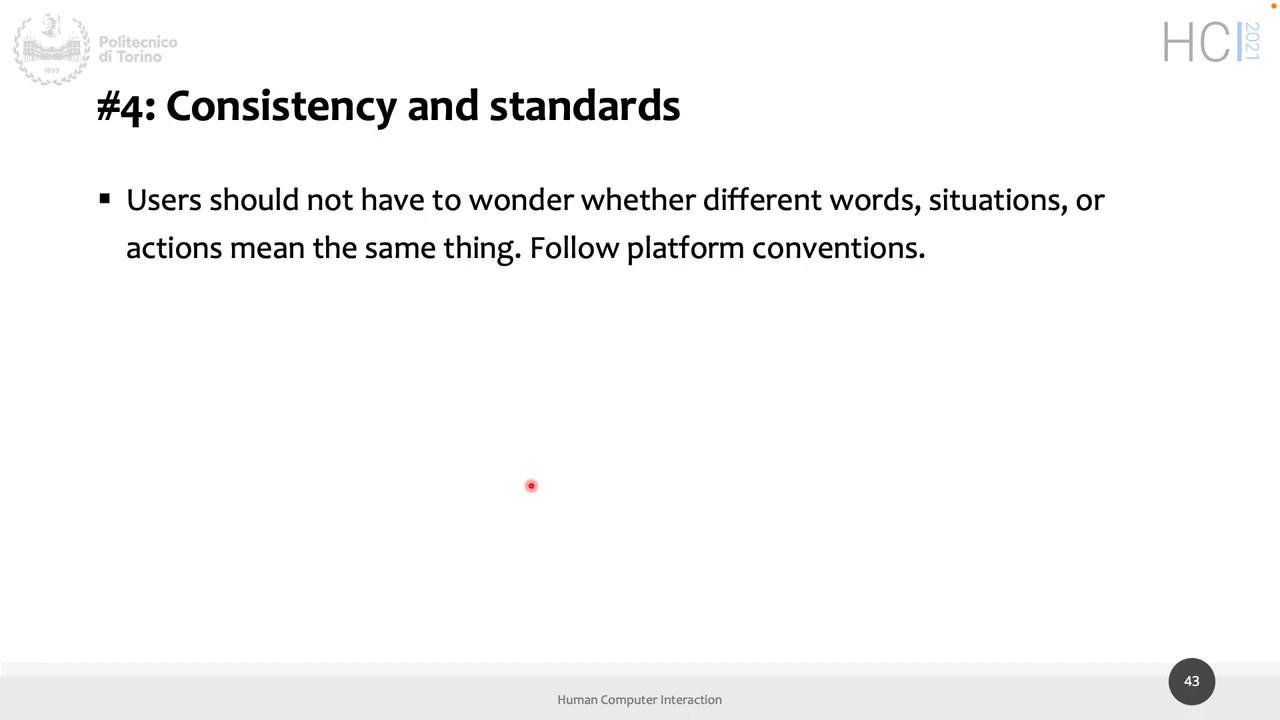 Politecnico
di Torino
1859
HCI 2021
#4: Consistency and standards
▪ Users should not have to wonder whether different words, situations, or
actions mean the same thing. Follow platform conventions.
Human Computer Interaction
43